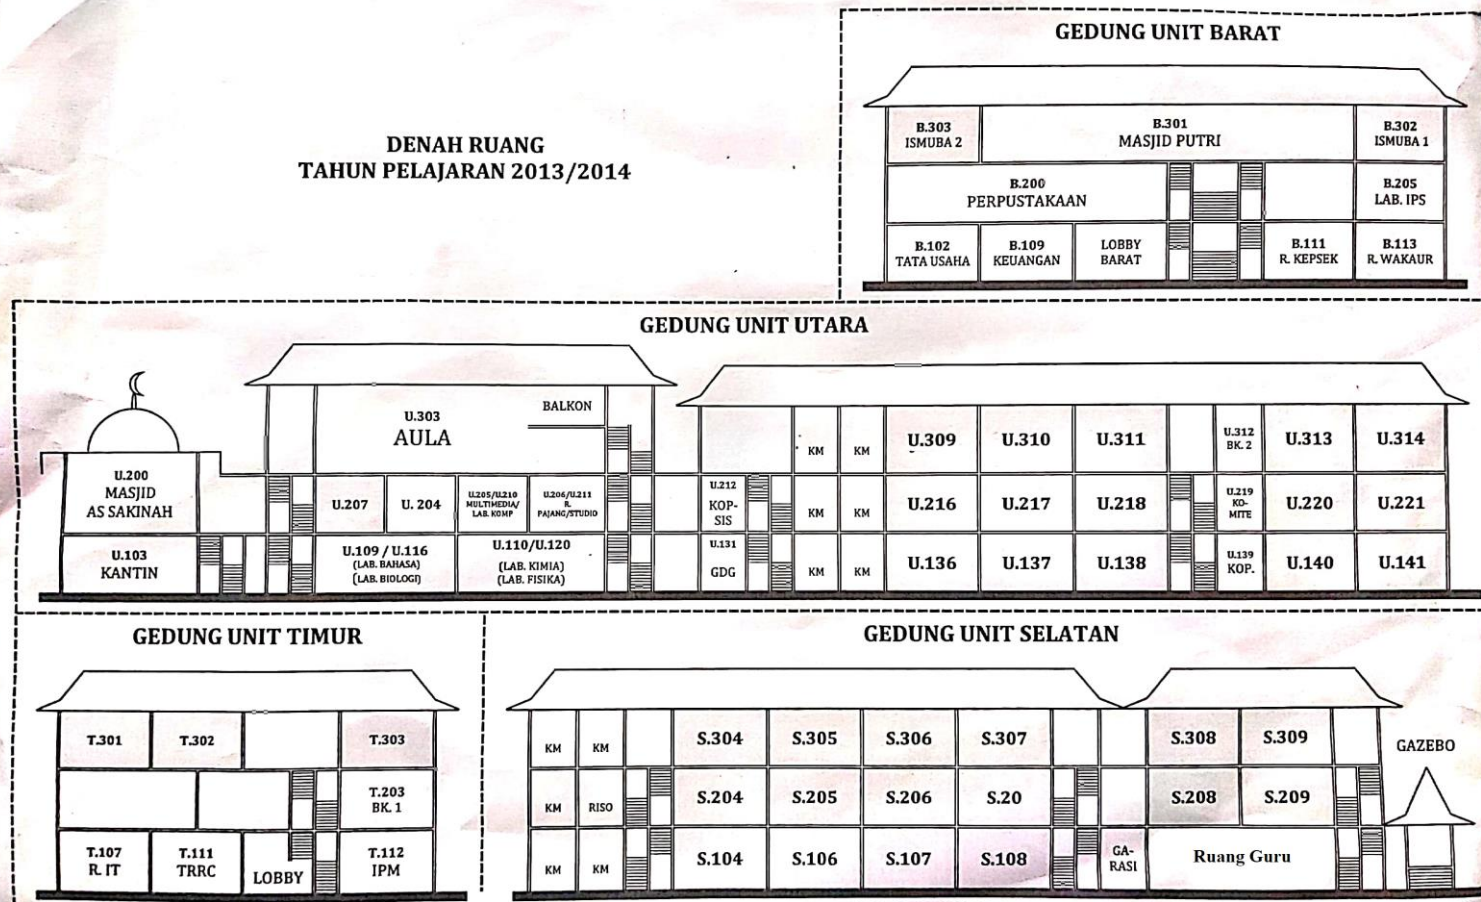 DENAH RUANG
TAHUN PELAJARAN 2013/2014
GEDUNG UNIT BARAT
B.303
ISMUBA 2
B.301
MASJID PUTRI
B.302
ISMUBA 1
B.200
PERPUSTAKAAN
B.205
LAB. IPS
B.102
TATA USAHA
B.109
KEUANGAN
LOBBY
BARAT
B.111
R. KEPSEK
B.113
R. WAKAUR
GEDUNG UNIT UTARA
U.303
AULA
BALKON
KM
KM
U.309
U.310
U.311
U.312
BK. 2
U.313
U.314
U.200
MASJID
AS SAKINAH
U.207
U. 204
U.205/U.210
MULTIMEDIA/
LAB. KOMP
U.206/U.211
R.
PAJANG/STUDIO
U.212
KOP-
SIS
KM
KM
U.216
U.217
U.218
U.219
KO-
MITE
U.220
U.221
U.103
KANTIN
U.109 / U.116
(LAB. BAHASA)
(LAB. BIOLOGI)
U.110/U.120
(LAB. KIMIA)
(LAB. FISIKA)
U.131
GDG
KM
KM
U.136
U.137
U.138
U.139
KOP.
U.140
U.141
GEDUNG UNIT TIMUR
T.301
T.302
T.303
T.203
BK. 1
T.107
R. IT
T.111
TRRC
LOBBY
T.112
IPM
GEDUNG UNIT SELATAN
KM
KM
S.304
S.305
S.306
S.307
S.308
S.309
GAZEBO
KM
RISO
S.204
S.205
S.206
S.20
S.208
S.209
KM
KM
S.104
S.106
S.107
S.108
GA-
RASI
Ruang Guru